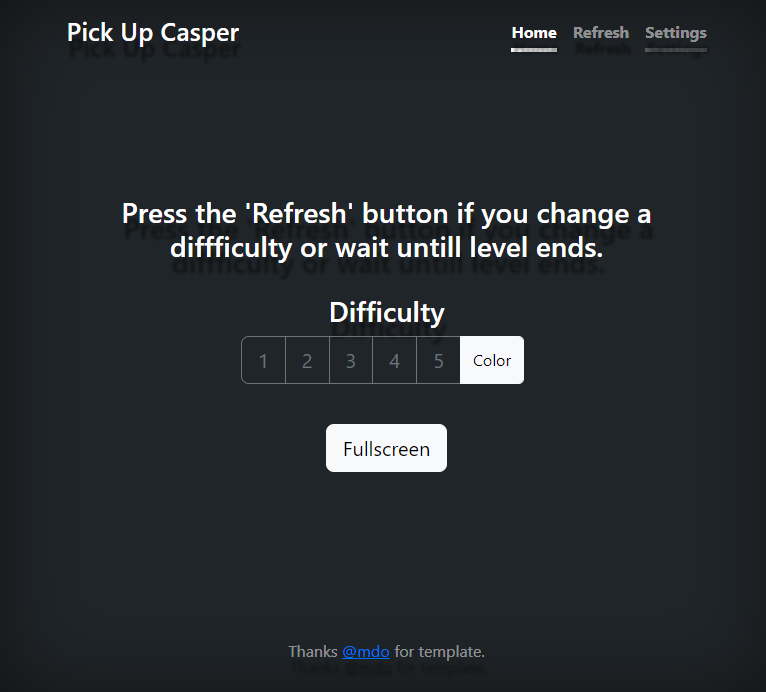 Pick Up Casper
Home Refresh Settings
Press the 'Refresh' button if you change a
diffficulty or wait untill level ends.
Difficulty
1 2 3 4 5 Color
Fullscreen
Thanks @mdo for template.